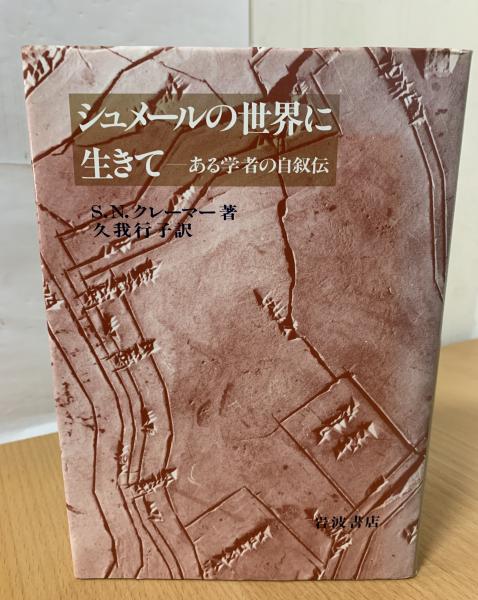 シュメールの世界に
生きて―ある学者の自叙伝
S.N.クレーマー著
久我行子訳
岩波書店